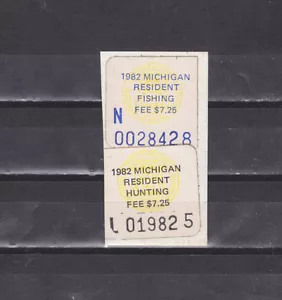 1982 MICHIGAN
RESIDENT
FISHING
FEE $7.25
N
0028428
1982 MICHIGAN
RESIDENT
HUNTING
FEE $7.25
L 019825